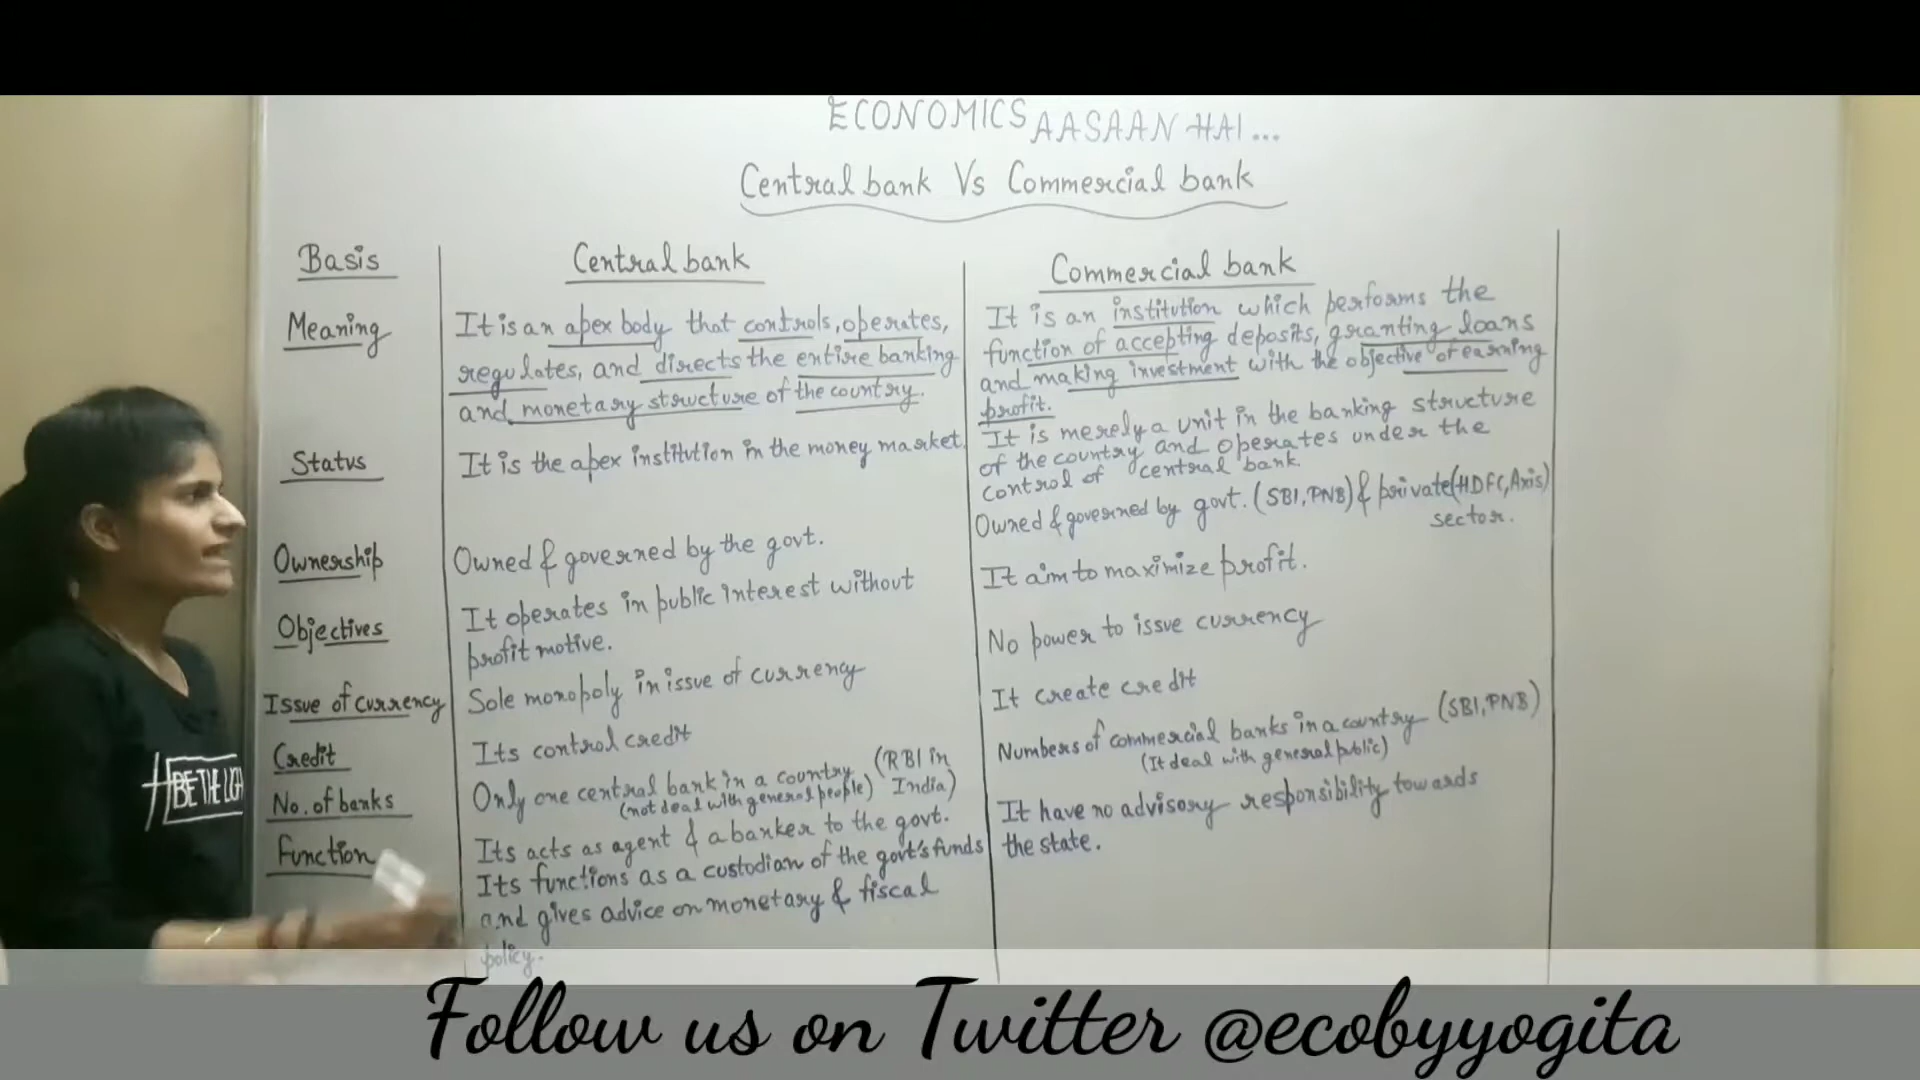 ECONOMICS AASAAN HAI...
Central bank Vs Commercial bank
Basis
Central bank
Commercial bank
Meaning
It is an apex body that controls, operates,
regulates, and directs the entire banking
and monetary structure of the country.
It is an institution which performs the
function of accepting deposits, granting loans
and making investment with the objective of earning
profit.
Status
It is the apex institution in the money market.
It is merely a unit in the banking structure
of the country and operates under the
control of central bank.
Ownership
Owned & governed by the govt.
Owned & governed by govt. (SBI, PNB) & private (HDFC, Axis)
sector.
Objectives
It operates in public interest without
profit motive.
It aim to maximize profit.
Issue of currency
Sole monopoly in issue of currency
No power to issue currency
Credit
Its control credit
It create credit
No. of banks
Only one central bank in a country (RBI in
(not deal with general people) India)
Numbers of commercial banks in a country (SBI, PNB)
(It deal with general public)
Function
Its acts as agent & a banker to the govt.
Its functions as a custodian of the govt's funds
and gives advice on monetary & fiscal
policy.
It have no advisory responsibility towards
the state.
#BE THE LIGH
Follow us on Twitter @ecobyyogita